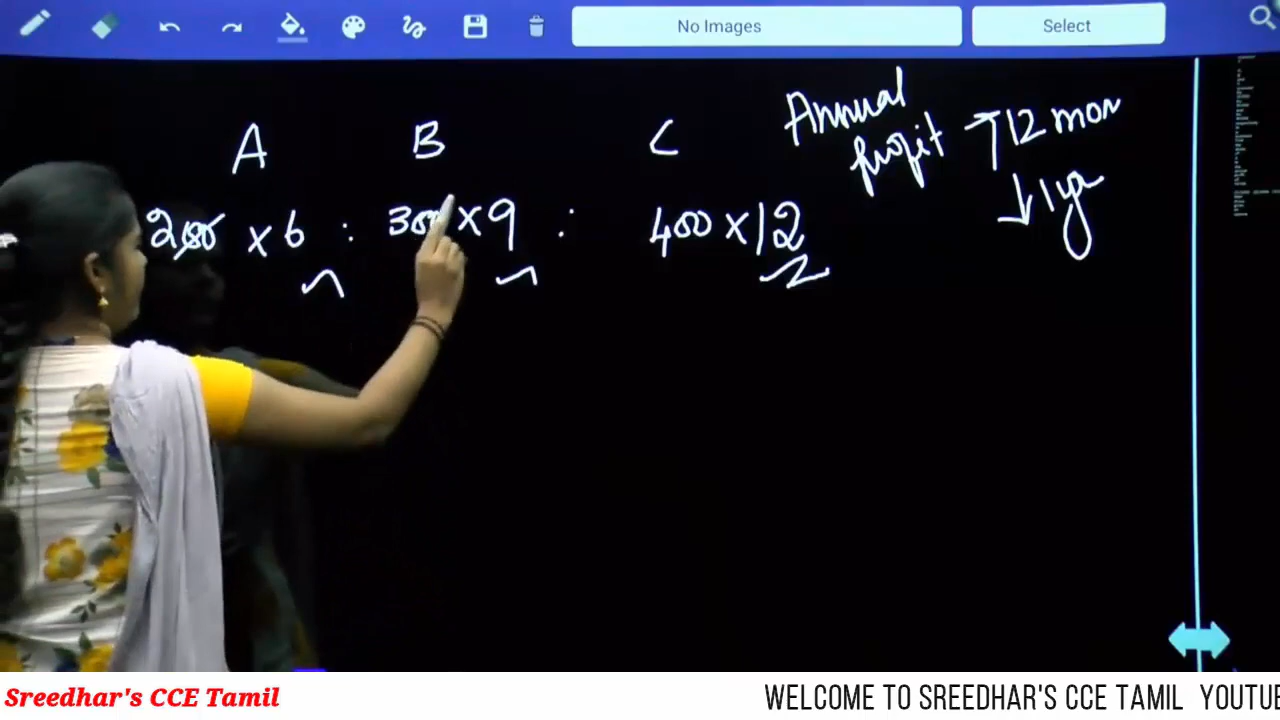 No Images
Select
Annual
profit
12 mon
1 yr
A
B
C
200 x 6 : 300 x 9 : 400 x 12
Sreedhar's CCE Tamil
WELCOME TO SREEDHAR'S CCE TAMIL YOUTUBE